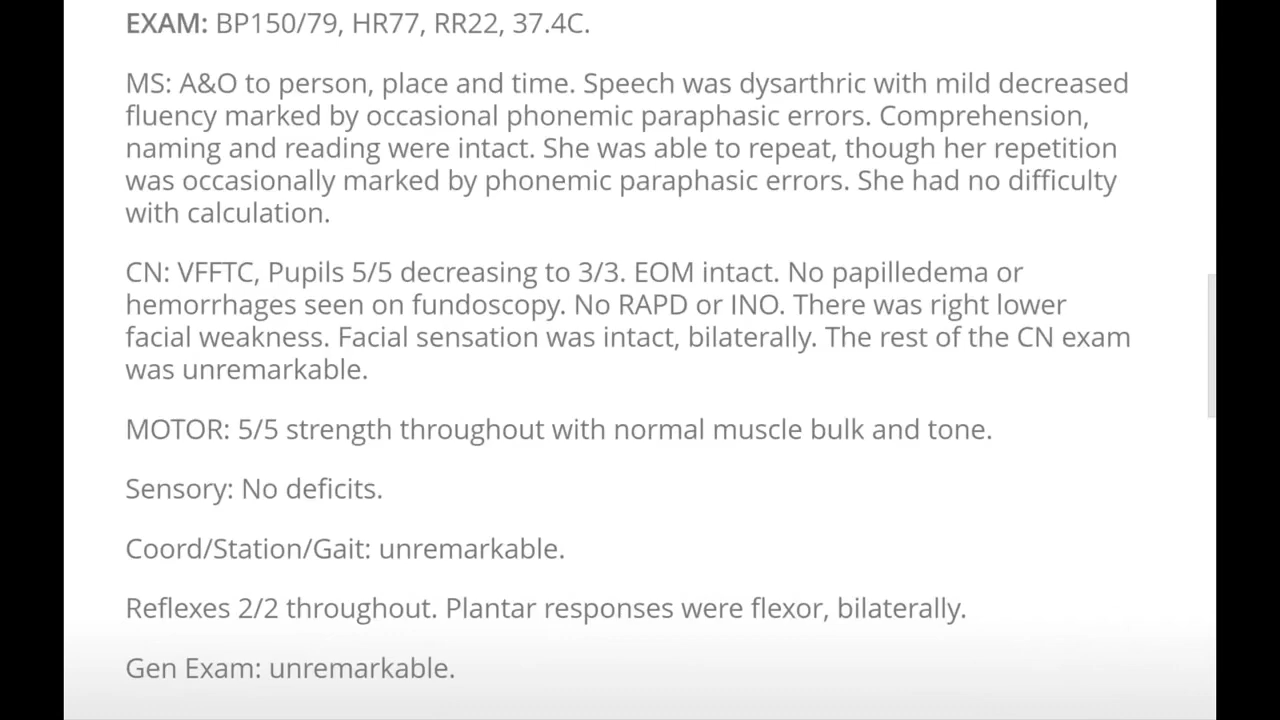 EXAM: BP150/79, HR77, RR22, 37.4C.
MS: A&O to person, place and time. Speech was dysarthric with mild decreased
fluency marked by occasional phonemic paraphasic errors. Comprehension,
naming and reading were intact. She was able to repeat, though her repetition
was occasionally marked by phonemic paraphasic errors. She had no difficulty
with calculation.
CN: VFFTC, Pupils 5/5 decreasing to 3/3. EOM intact. No papilledema or
hemorrhages seen on fundoscopy. No RAPD or INO. There was right lower
facial weakness. Facial sensation was intact, bilaterally. The rest of the CN exam
was unremarkable.
MOTOR: 5/5 strength throughout with normal muscle bulk and tone.
Sensory: No deficits.
Coord/Station/Gait: unremarkable.
Reflexes 2/2 throughout. Plantar responses were flexor, bilaterally.
Gen Exam: unremarkable.